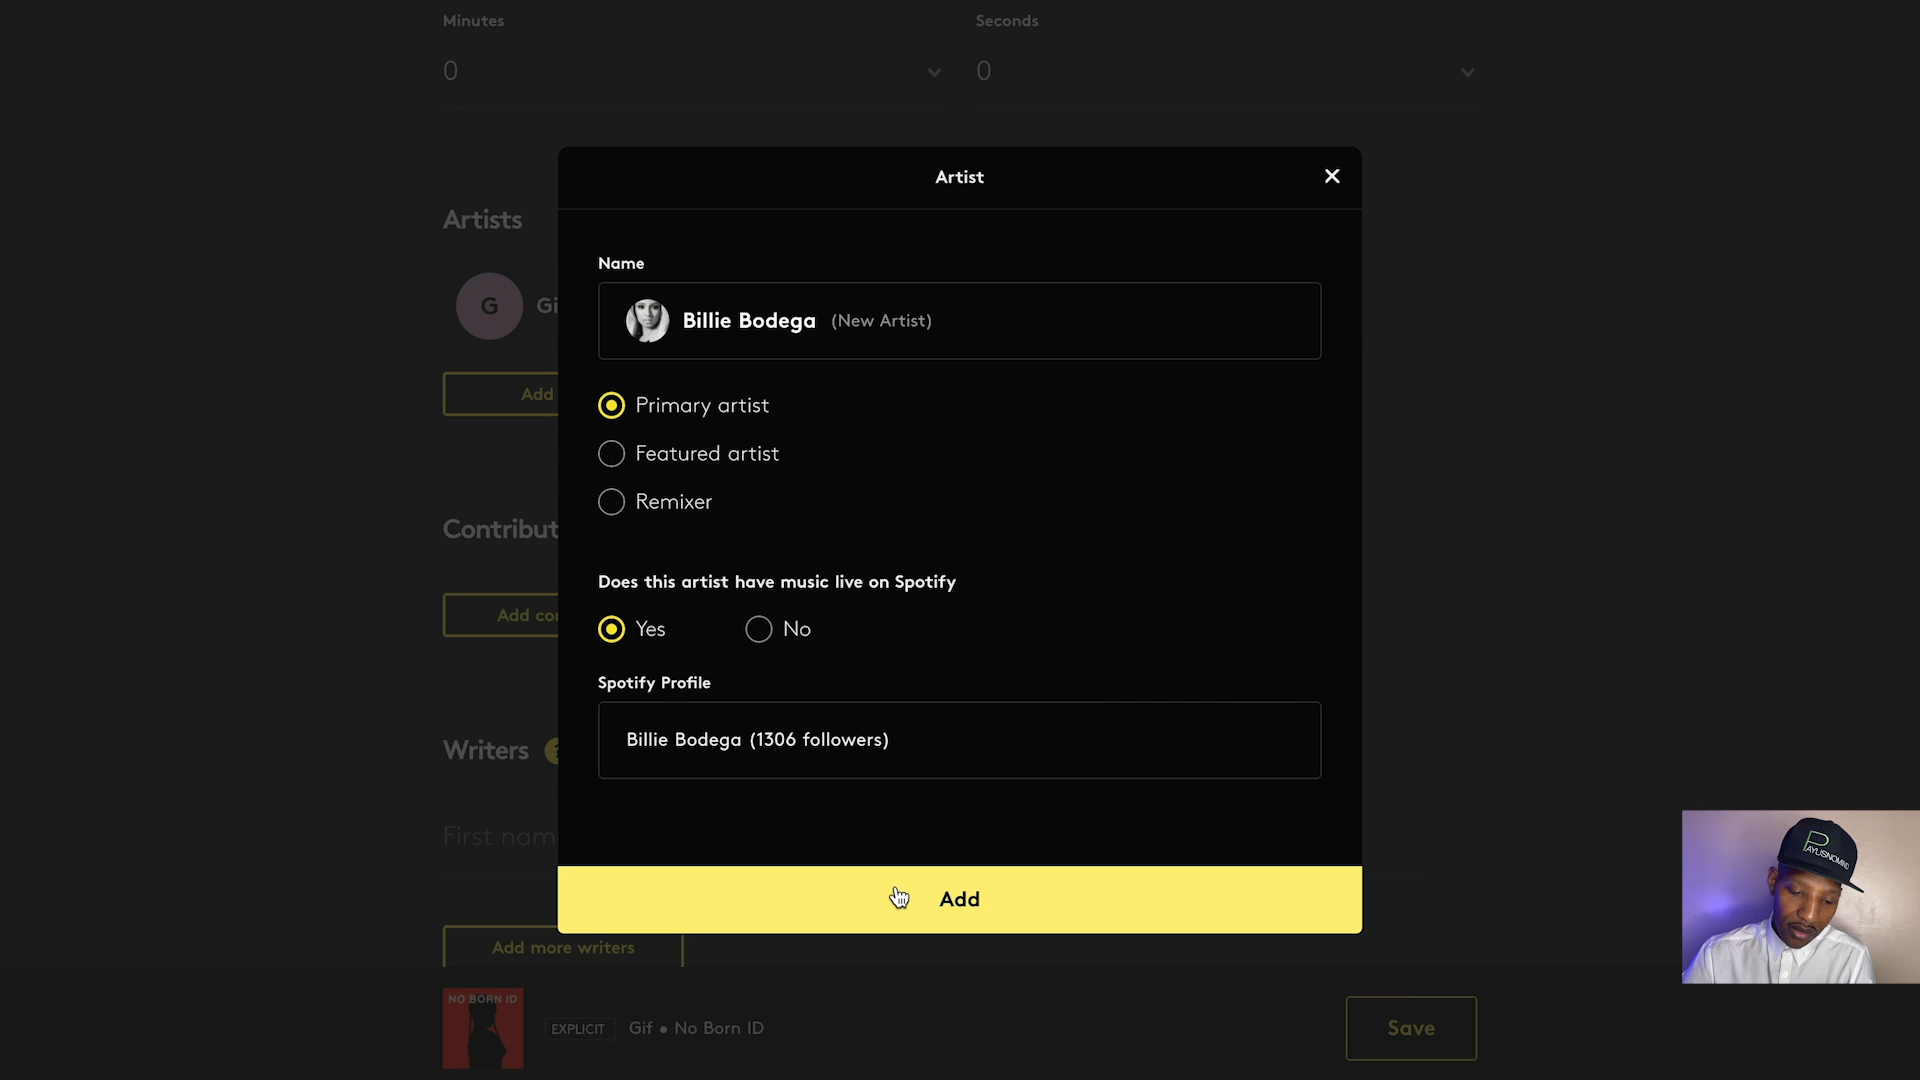 Minutes
Seconds
0
0
Artist
Artists
Name
G
Gi
Billie Bodega (New Artist)
Add
Primary artist
Featured artist
Remixer
Contribut
Does this artist have music live on Spotify
Add co
Yes
No
Spotify Profile
Billie Bodega (1306 followers)
Writers
First nam
PAYUSNOMIND
Add
Add more writers
NO BORN ID
EXPLICIT
Gif • No Born ID
Save